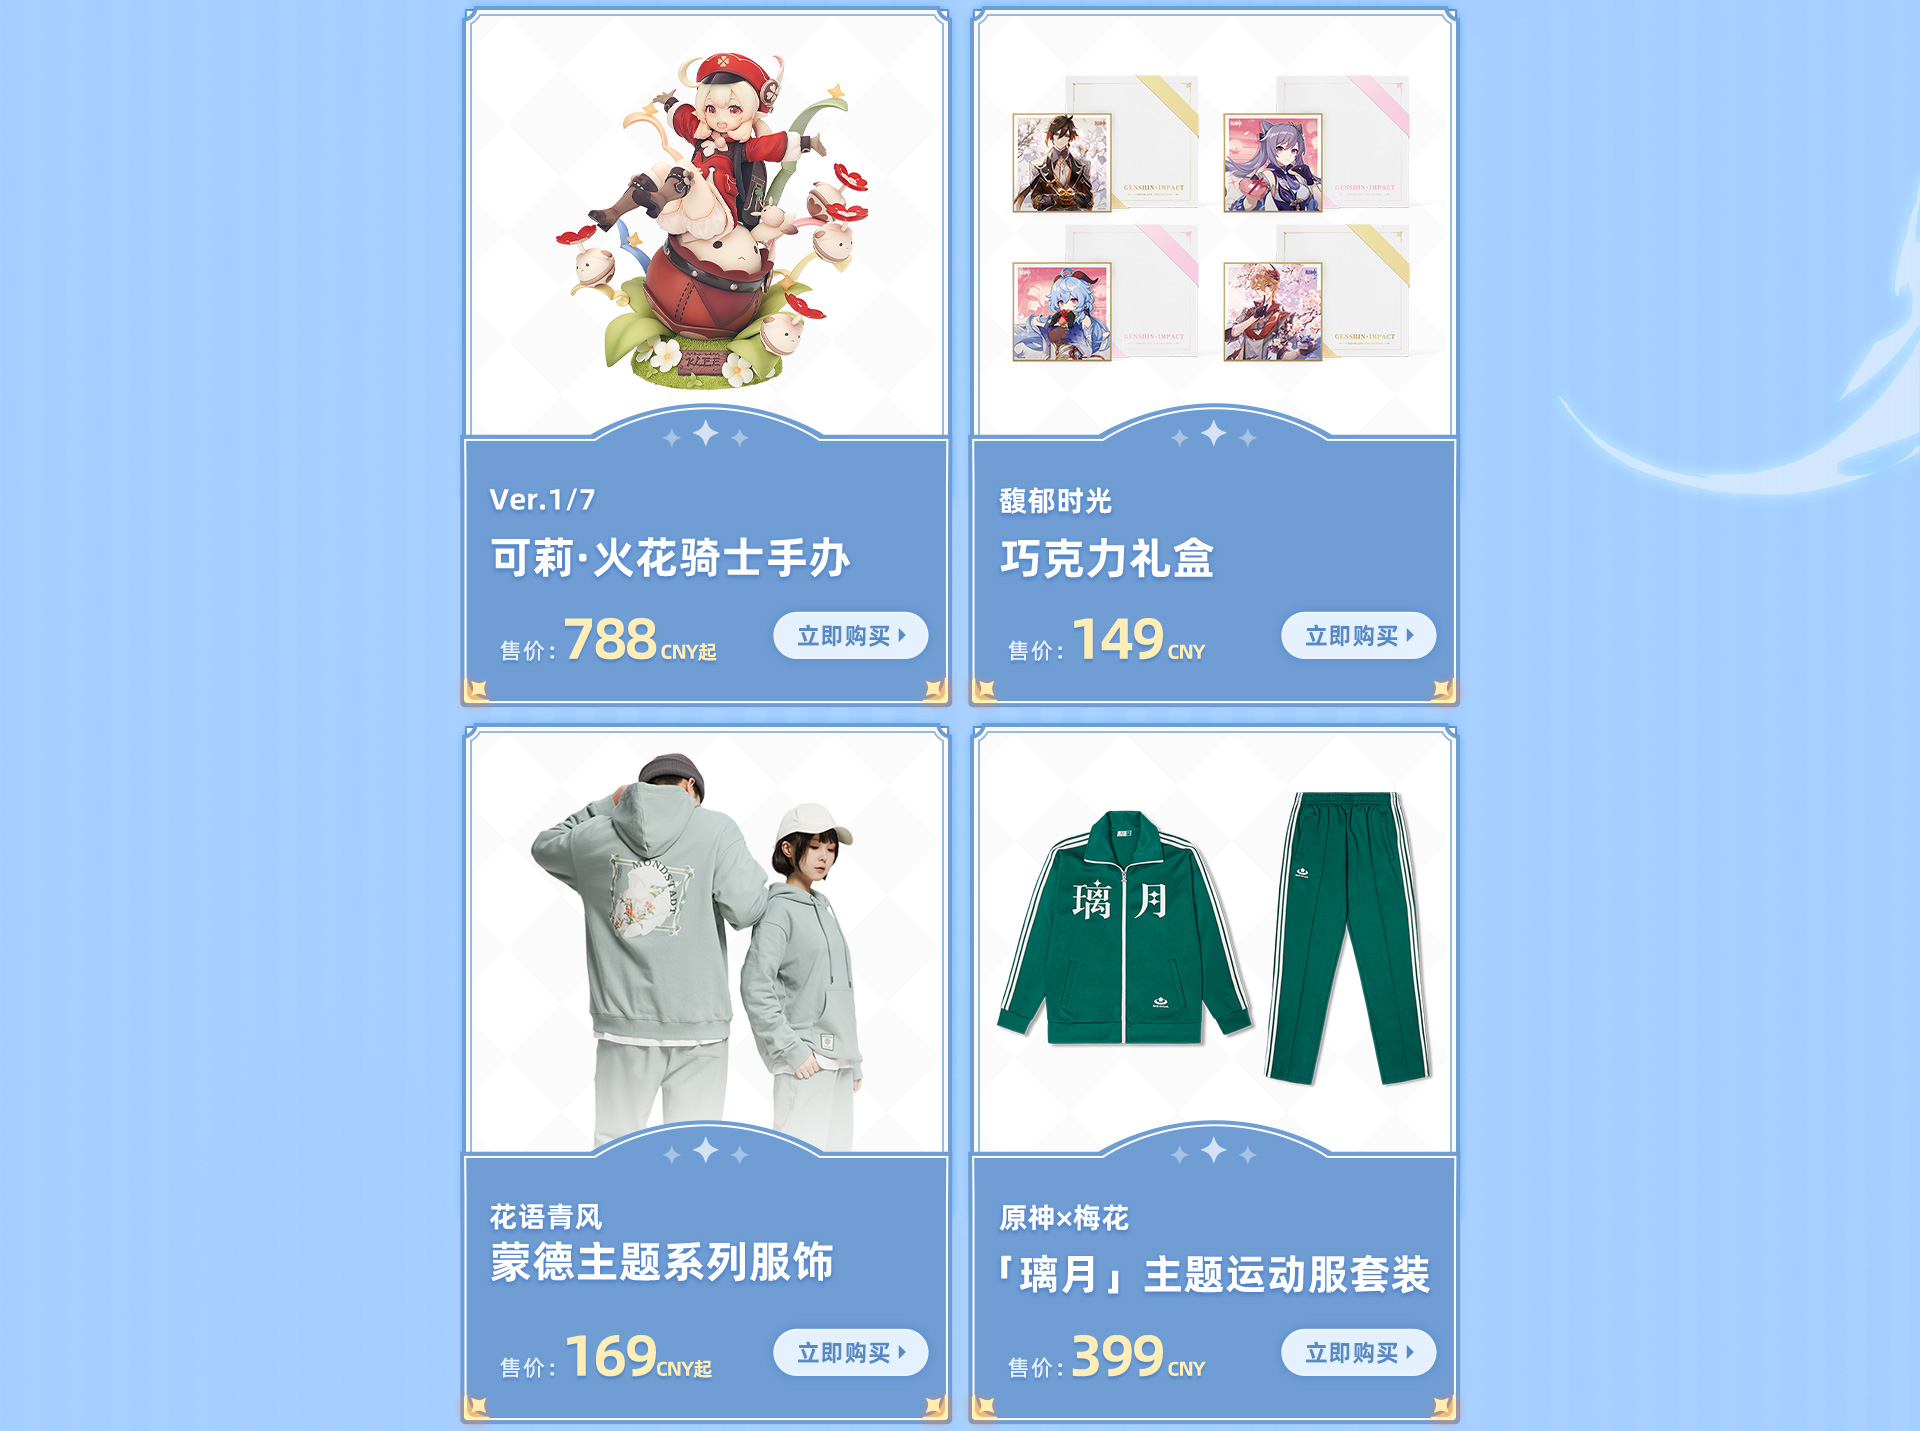 KLEE
GENSHIN·IMPACT
GENSHIN·IMPACT
GENSHIN·IMPACT
GENSHIN·IMPACT
Ver.1/7
可莉·火花骑士手办
售价：788CNY起
立即购买
馥郁时光
巧克力礼盒
售价：149CNY
立即购买
MONDSTADT
花语青风
蒙德主题系列服饰
售价：169CNY起
立即购买
璃月
原神×梅花
「璃月」主题运动服套装
售价：399CNY
立即购买